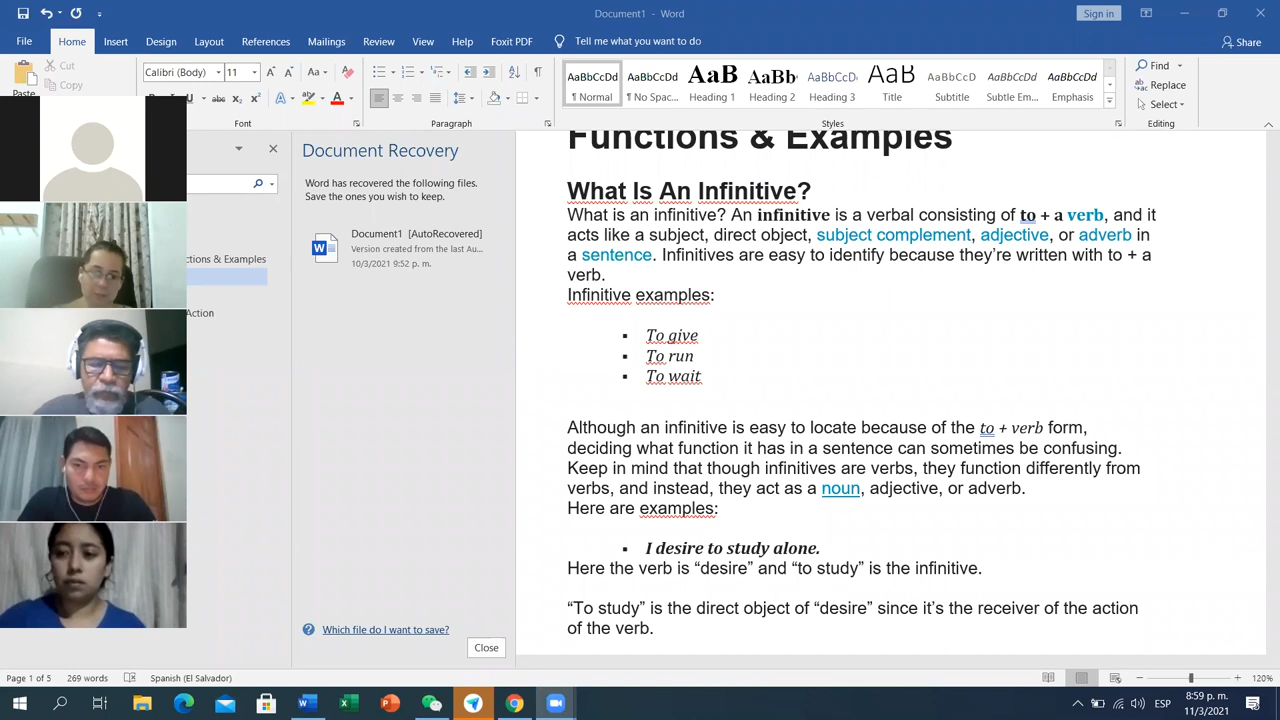 Document1 - Word
Sign in
File Home Insert Design Layout References Mailings Review View Help Foxit PDF Tell me what you want to do Share
Paste
Cut
Copy
Calibri (Body) 11
Font
Paragraph
AaBbCcDd AaBbCcDd AaB AaBb( AaBbCcD AaB AaBbCcD AaBbCcDd AaBbCcDd
¶ Normal ¶ No Spac... Heading 1 Heading 2 Heading 3 Title Subtitle Subtle Em... Emphasis
Styles
Find
Replace
Select
Editing
ctions & Examples
Action
Document Recovery
Word has recovered the following files.
Save the ones you wish to keep.
Document1 [AutoRecovered]
Version created from the last Au...
10/3/2021 9:52 p. m.
Which file do I want to save?
Close
Functions & Examples
What Is An Infinitive?
What is an infinitive? An infinitive is a verbal consisting of to + a verb, and it
acts like a subject, direct object, subject complement, adjective, or adverb in
a sentence. Infinitives are easy to identify because they’re written with to + a
verb.
Infinitive examples:
▪ To give
▪ To run
▪ To wait
Although an infinitive is easy to locate because of the to + verb form,
deciding what function it has in a sentence can sometimes be confusing.
Keep in mind that though infinitives are verbs, they function differently from
verbs, and instead, they act as a noun, adjective, or adverb.
Here are examples:
▪ I desire to study alone.
Here the verb is “desire” and “to study” is the infinitive.
“To study” is the direct object of “desire” since it’s the receiver of the action
of the verb.
Page 1 of 5 269 words Spanish (El Salvador) 120%
ESP
8:59 p. m.
11/3/2021